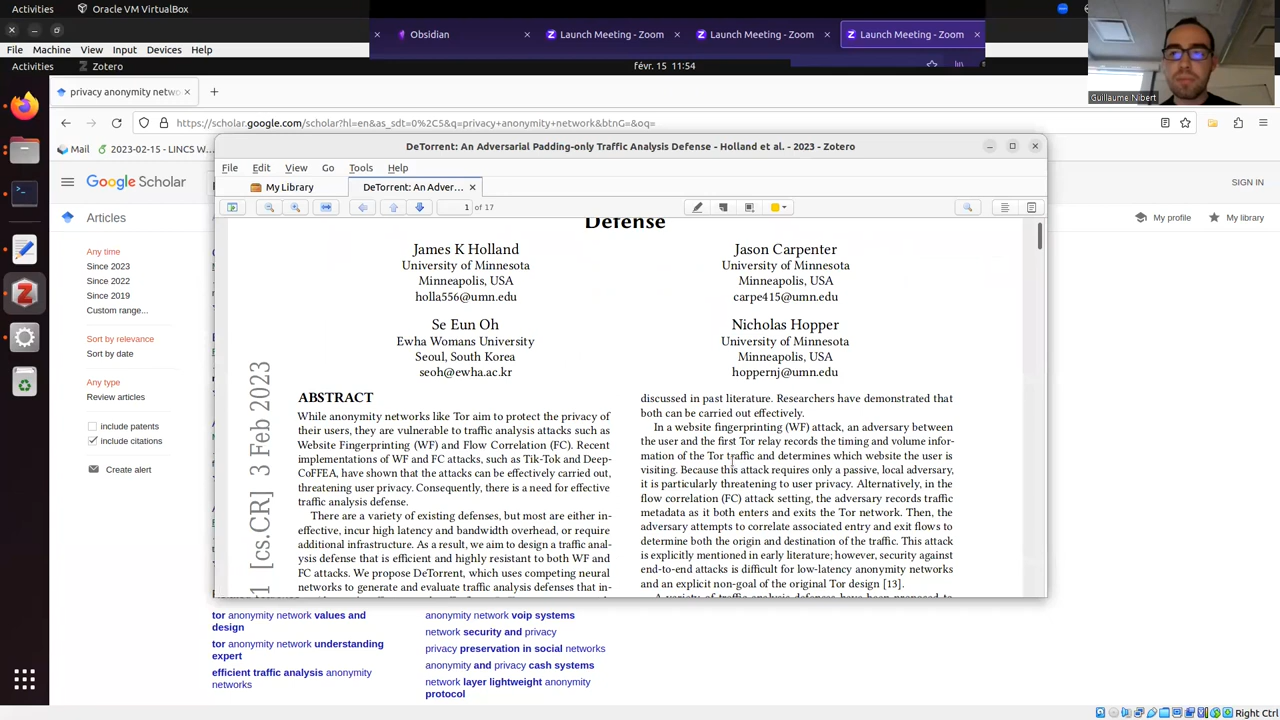 Activities
Oracle VM VirtualBox
Obsidian
Launch Meeting - Zoom
Launch Meeting - Zoom
Launch Meeting - Zoom
File Machine View Input Devices Help
Activities
Zotero
févr. 15 11:54
Guillaume Nibert
privacy anonymity netwo
https://scholar.google.com/scholar?hl=en&as_sdt=0%2C5&q=privacy+anonymity+network&btnG=&oq=
Mail
2023-02-15 - LINCS W
DeTorrent: An Adversarial Padding-only Traffic Analysis Defense - Holland et al. - 2023 - Zotero
Google Scholar
SIGN IN
File Edit View Go Tools Help
My Library
DeTorrent: An Adver...
1 of 17
Articles
My profile
My library
Any time
Since 2023
Since 2022
Since 2019
Custom range...
Sort by relevance
Sort by date
Any type
Review articles
include patents
include citations
Create alert
Defense
James K Holland
University of Minnesota
Minneapolis, USA
holla556@umn.edu
Jason Carpenter
University of Minnesota
Minneapolis, USA
carpe415@umn.edu
Se Eun Oh
Ewha Womans University
Seoul, South Korea
seoh@ewha.ac.kr
Nicholas Hopper
University of Minnesota
Minneapolis, USA
hoppernj@umn.edu
1 [cs.CR] 3 Feb 2023
ABSTRACT
While anonymity networks like Tor aim to protect the privacy of
their users, they are vulnerable to traffic analysis attacks such as
Website Fingerprinting (WF) and Flow Correlation (FC). Recent
implementations of WF and FC attacks, such as Tik-Tok and Deep-
CoFFEA, have shown that the attacks can be effectively carried out,
threatening user privacy. Consequently, there is a need for effective
traffic analysis defense.
There are a variety of existing defenses, but most are either in-
effective, incur high latency and bandwidth overhead, or require
additional infrastructure. As a result, we aim to design a traffic anal-
ysis defense that is efficient and highly resistant to both WF and
FC attacks. We propose DeTorrent, which uses competing neural
networks to generate and evaluate traffic analysis defenses that in-
discussed in past literature. Researchers have demonstrated that
both can be carried out effectively.
In a website fingerprinting (WF) attack, an adversary between
the user and the first Tor relay records the timing and volume infor-
mation of the Tor traffic and determines which website the user is
visiting. Because this attack requires only a passive, local adversary,
it is particularly threatening to user privacy. Alternatively, in the
flow correlation (FC) attack setting, the adversary records traffic
metadata as it both enters and exits the Tor network. Then, the
adversary attempts to correlate associated entry and exit flows to
determine both the origin and destination of the traffic. This attack
is explicitly mentioned in early literature; however, security against
end-to-end attacks is difficult for low-latency anonymity networks
and an explicit non-goal of the original Tor design [13].
A variety of traffic analysis defenses have been proposed to
tor anonymity network values and
design
tor anonymity network understanding
expert
efficient traffic analysis anonymity
networks
anonymity network voip systems
network security and privacy
privacy preservation in social networks
anonymity and privacy cash systems
network layer lightweight anonymity
protocol
Right Ctrl